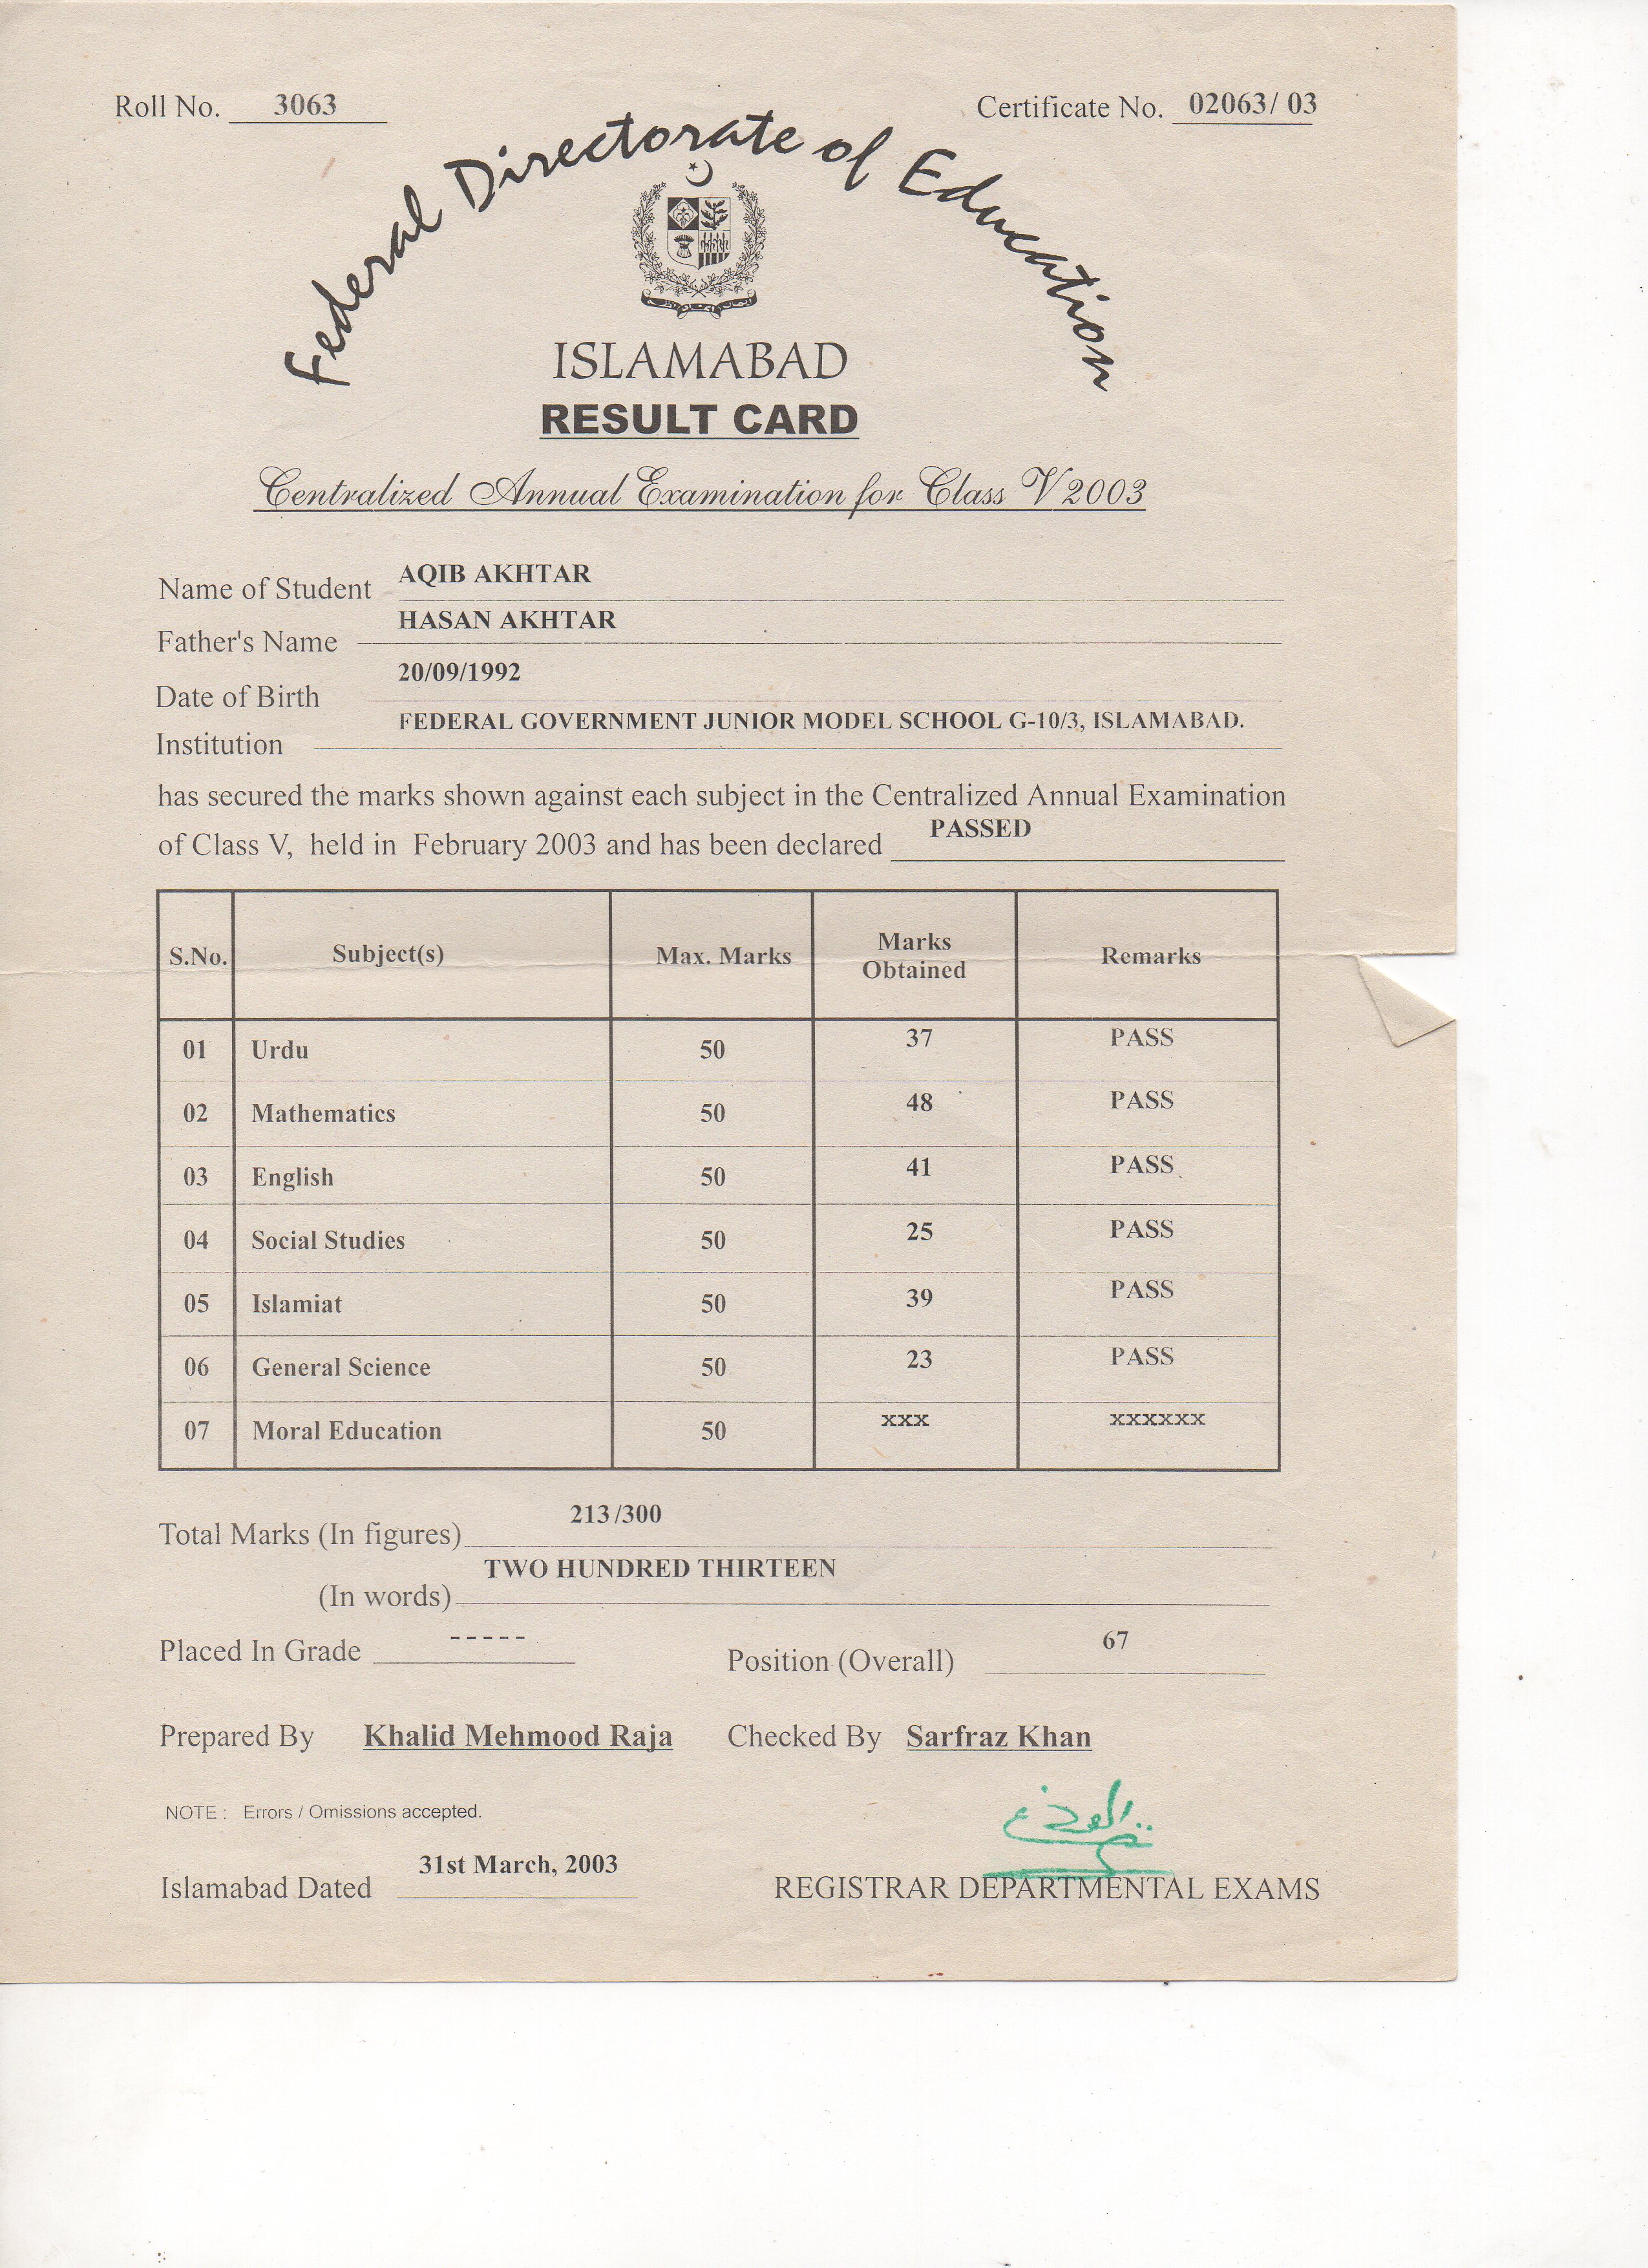 Roll No. 3063 Certificate No. 02063/ 03
Federal Directorate of Education
ISLAMABAD
RESULT CARD
Centralized Annual Examination for Class V 2003
Name of Student AQIB AKHTAR
Father's Name HASAN AKHTAR
Date of Birth 20/09/1992
Institution FEDERAL GOVERNMENT JUNIOR MODEL SCHOOL G-10/3, ISLAMABAD.
has secured the marks shown against each subject in the Centralized Annual Examination
of Class V, held in February 2003 and has been declared PASSED
S.No. Subject(s) Max. Marks Marks Obtained Remarks
01 Urdu 50 37 PASS
02 Mathematics 50 48 PASS
03 English 50 41 PASS
04 Social Studies 50 25 PASS
05 Islamiat 50 39 PASS
06 General Science 50 23 PASS
07 Moral Education 50 xxx xxxxxx
Total Marks (In figures) 213/300
(In words) TWO HUNDRED THIRTEEN
Placed In Grade ----- Position (Overall) 67
Prepared By Khalid Mehmood Raja Checked By Sarfraz Khan
NOTE : Errors / Omissions accepted.
Islamabad Dated 31st March, 2003 REGISTRAR DEPARTMENTAL EXAMS